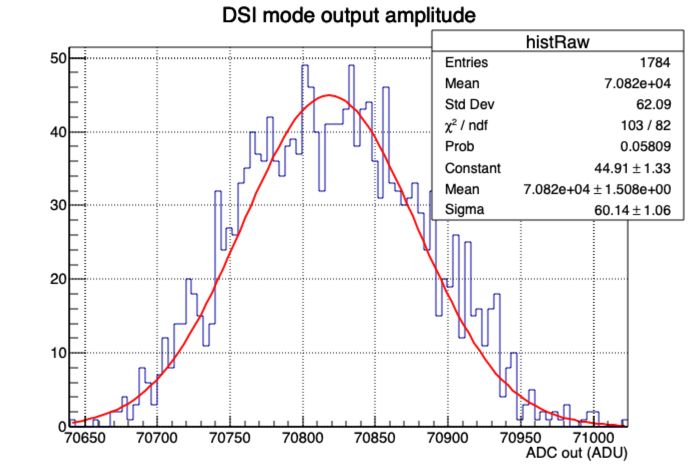 DSI mode output amplitude
histRaw
Entries 1784
Mean 7.082e+04
Std Dev 62.09
χ² / ndf 103 / 82
Prob 0.05809
Constant 44.91 ± 1.33
Mean 7.082e+04 ± 1.508e+00
Sigma 60.14 ± 1.06
50
40
30
20
10
0
70650 70700 70750 70800 70850 70900 70950 71000
ADC out (ADU)